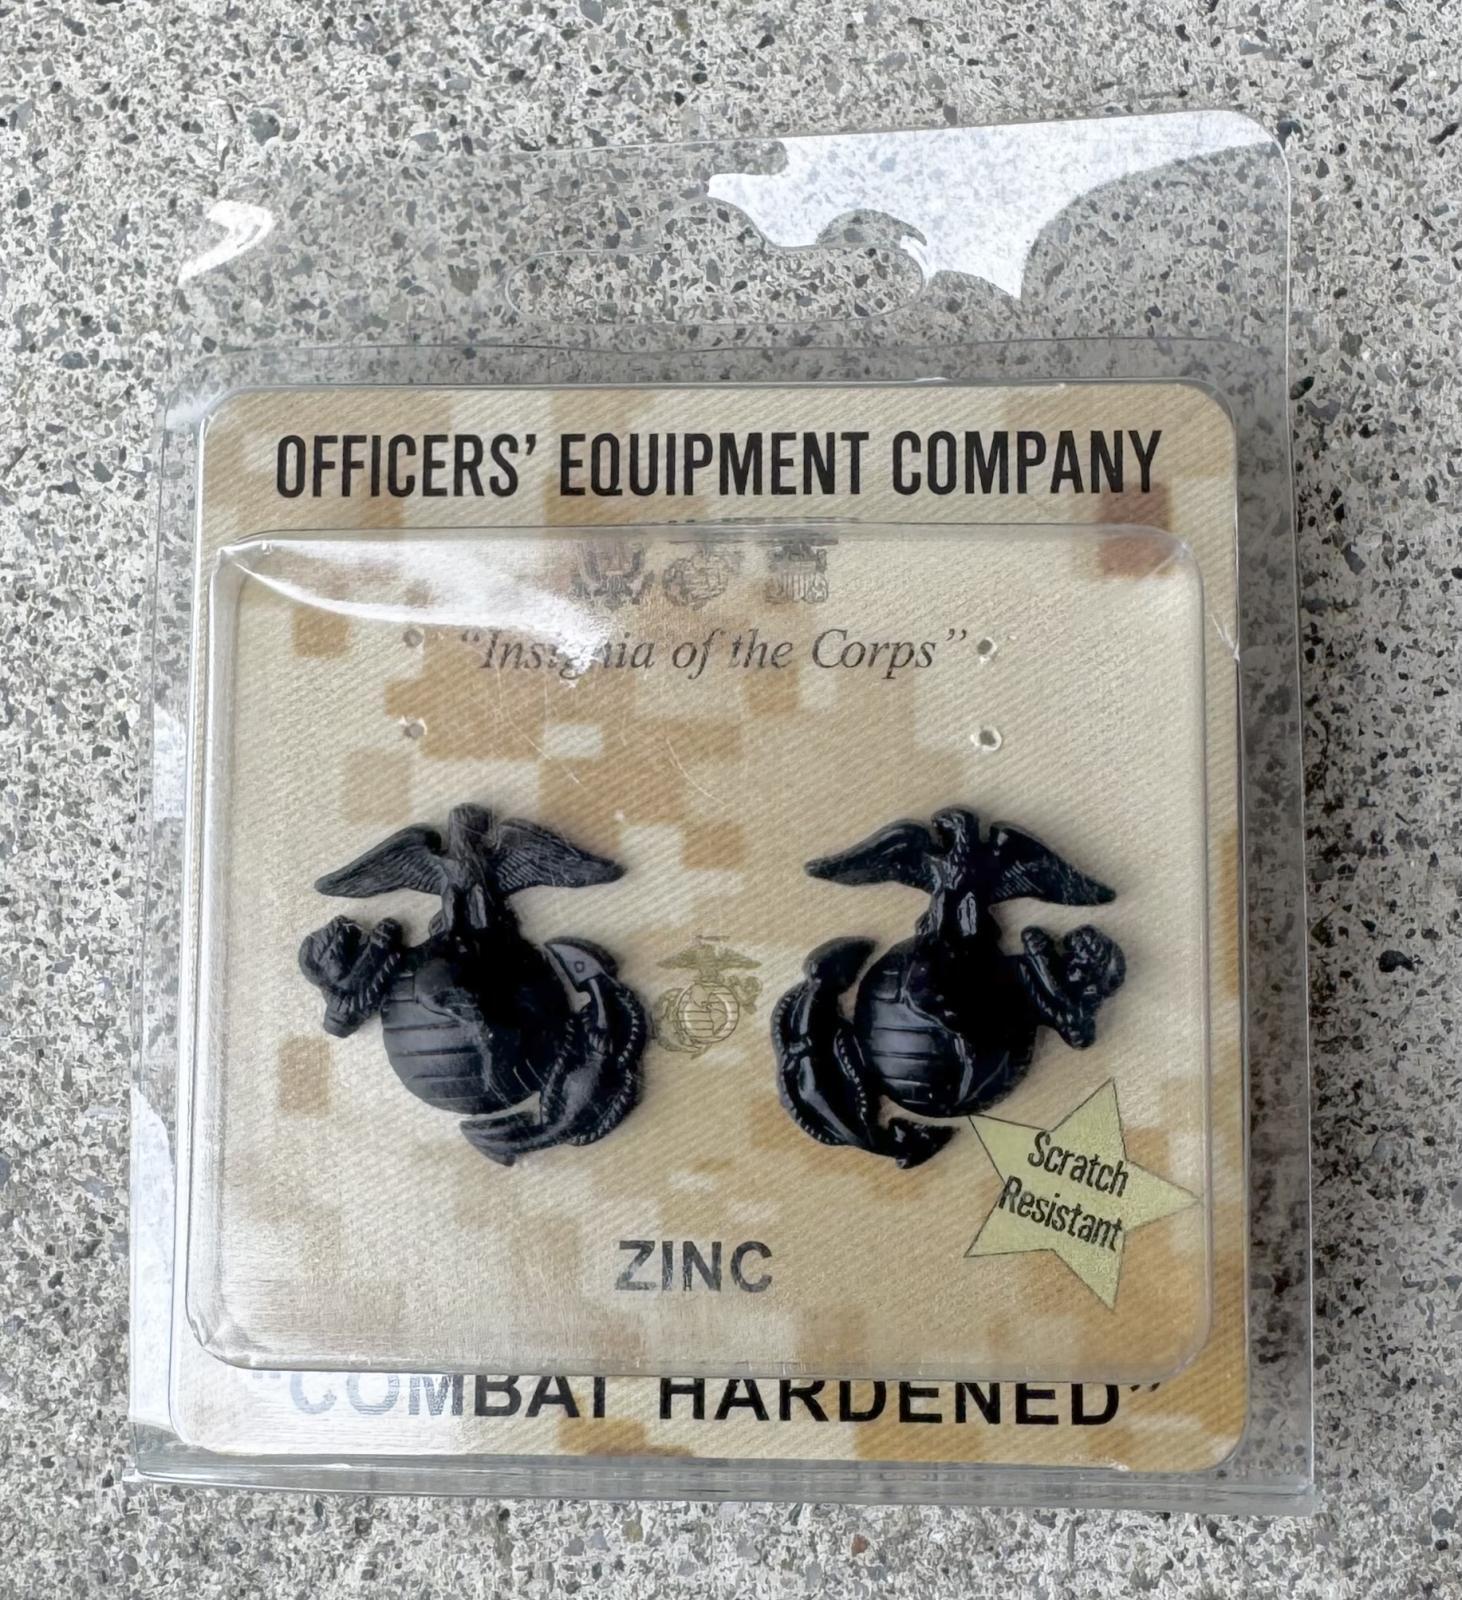 OFFICERS' EQUIPMENT COMPANY
“Insignia of the Corps”
Scratch
Resistant
ZINC
“COMBAT HARDENED”